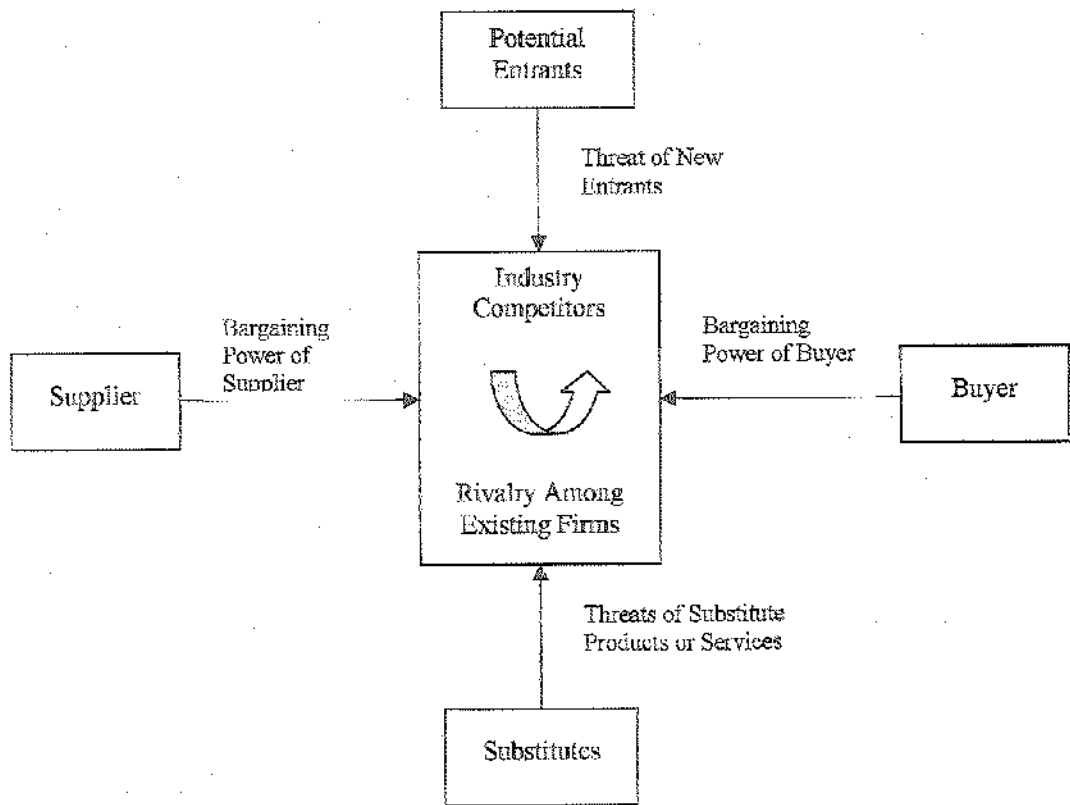 Potential
Entrants
Threat of New
Entrants
Industry
Competitors
Bargaining
Power of
Supplier
Bargaining
Power of Buyer
Supplier
Buyer
Rivalry Among
Existing Firms
Threats of Substitute
Products or Services
Substitutes